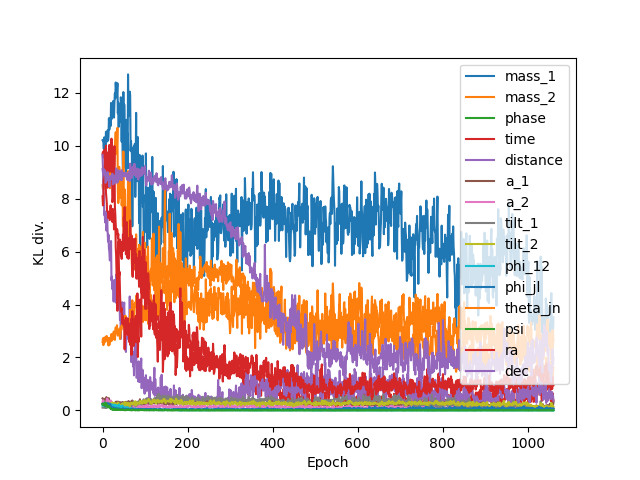 12
10
8
6
4
2
0
KL div.
0
200
400
600
800
1000
Epoch
mass_1
mass_2
phase
time
distance
a_1
a_2
tilt_1
tilt_2
phi_12
phi_jl
theta_jn
psi
ra
dec